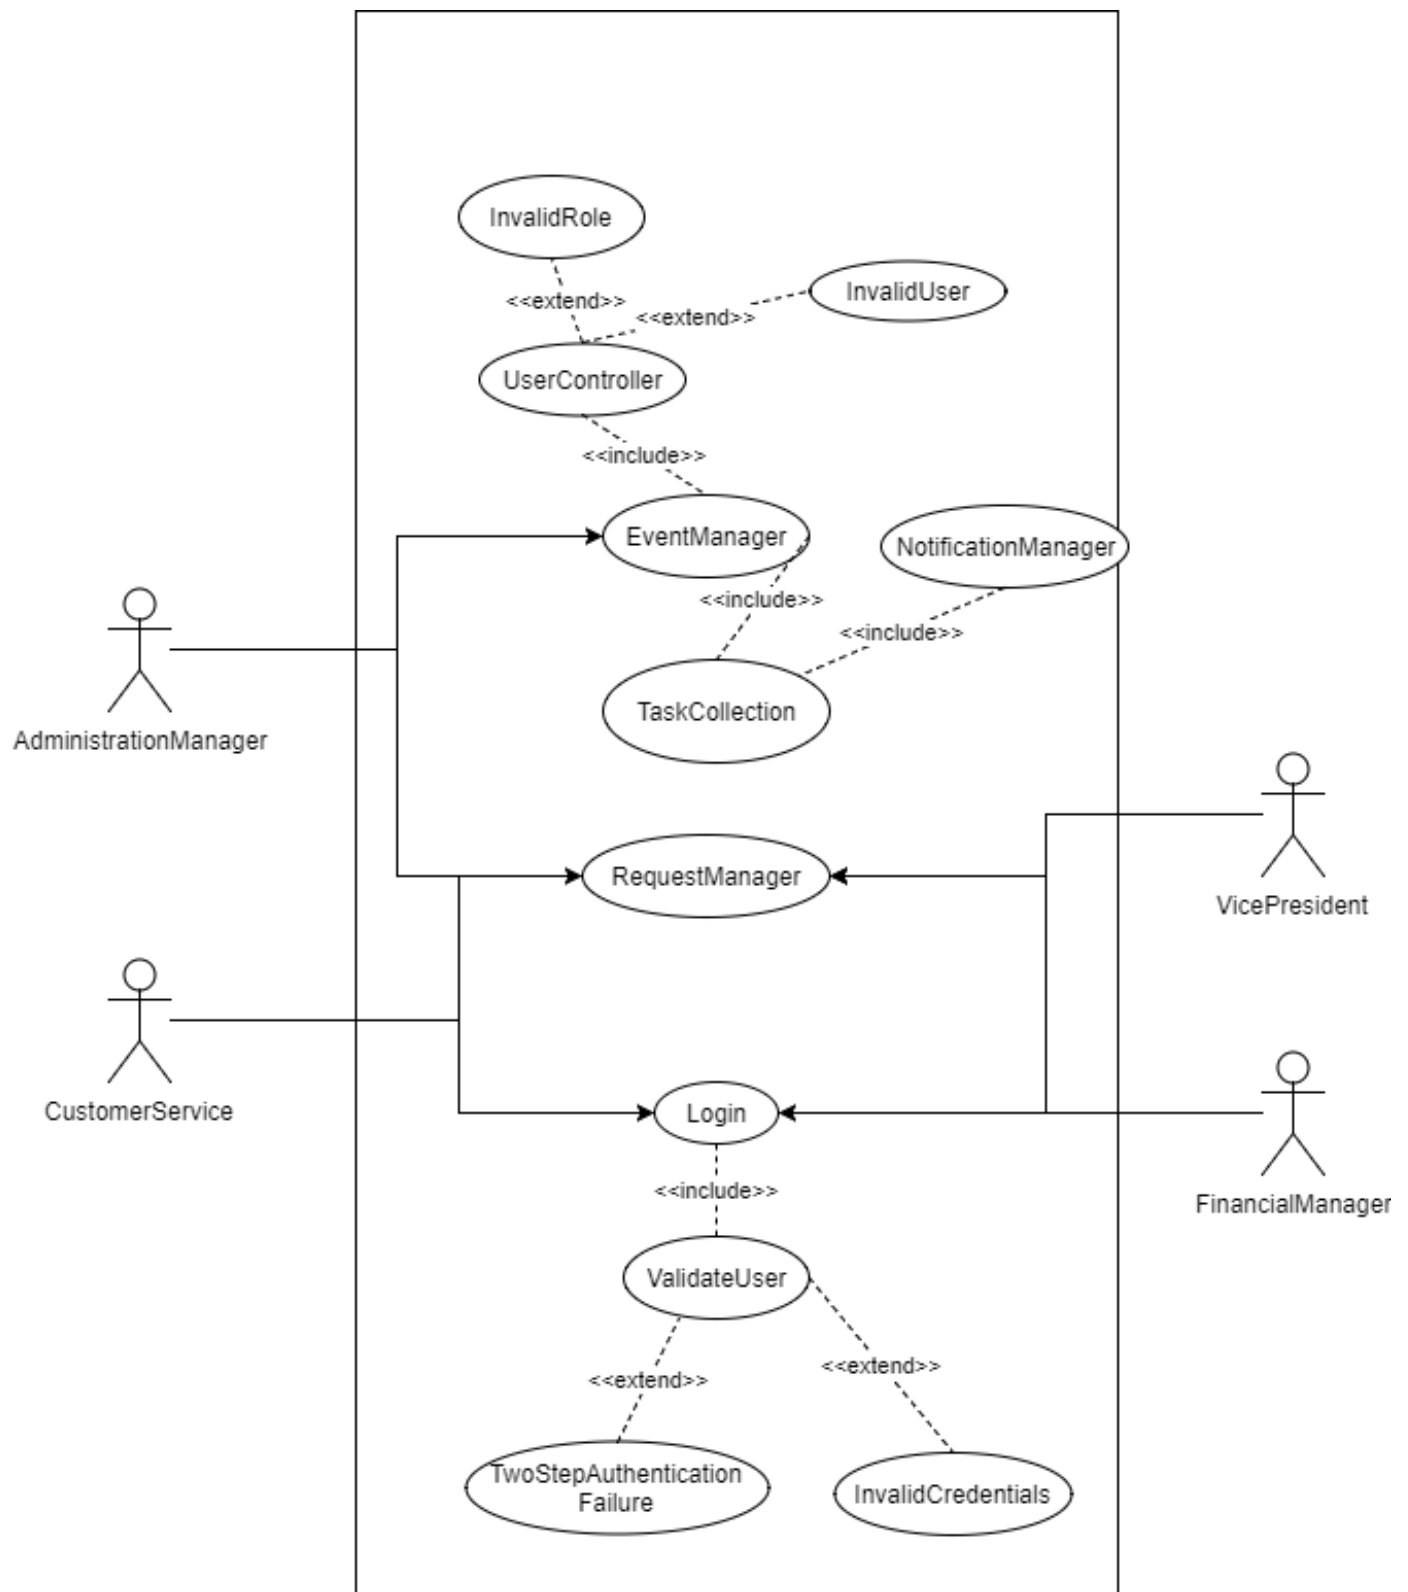 InvalidRole
InvalidUser
<<extend>>
<<extend>>
UserController
<<include>>
EventManager
NotificationManager
<<include>>
<<include>>
TaskCollection
AdministrationManager
RequestManager
VicePresident
CustomerService
Login
<<include>>
FinancialManager
ValidateUser
<<extend>>
<<extend>>
TwoStepAuthentication
Failure
InvalidCredentials